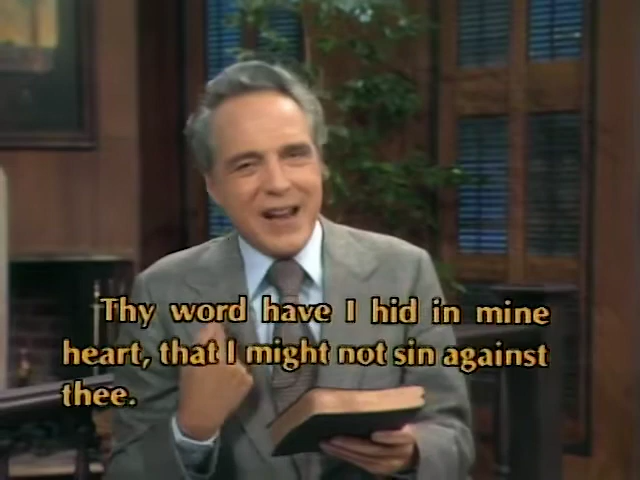 Thy word have I hid in mine
heart, that I might not sin against
thee.